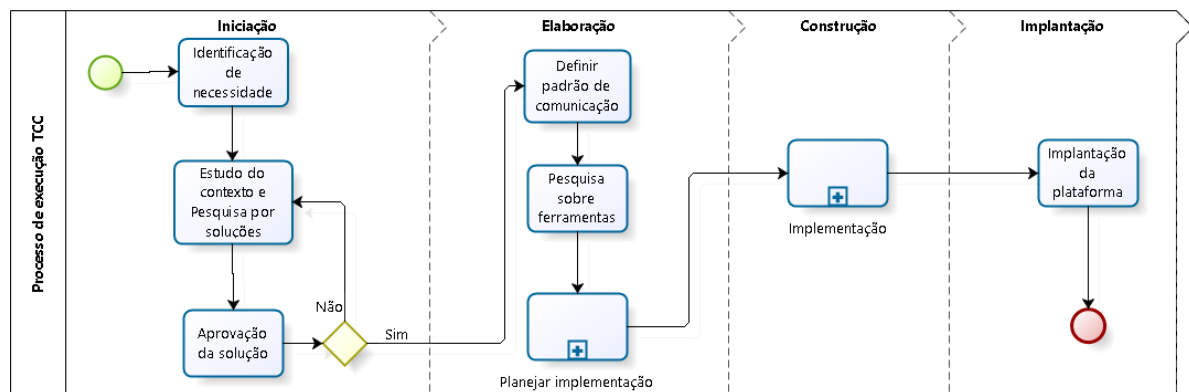 Processo de execução TCC
Iniciação
Identificação
de
necessidade
Estudo do
contexto e
Pesquisa por
soluções
Aprovação
da solução
Não
Sim
Elaboração
Definir
padrão de
comunicação
Pesquisa
sobre
ferramentas
Planejar implementação
Construção
Implementação
Implantação
Implantação
da
plataforma